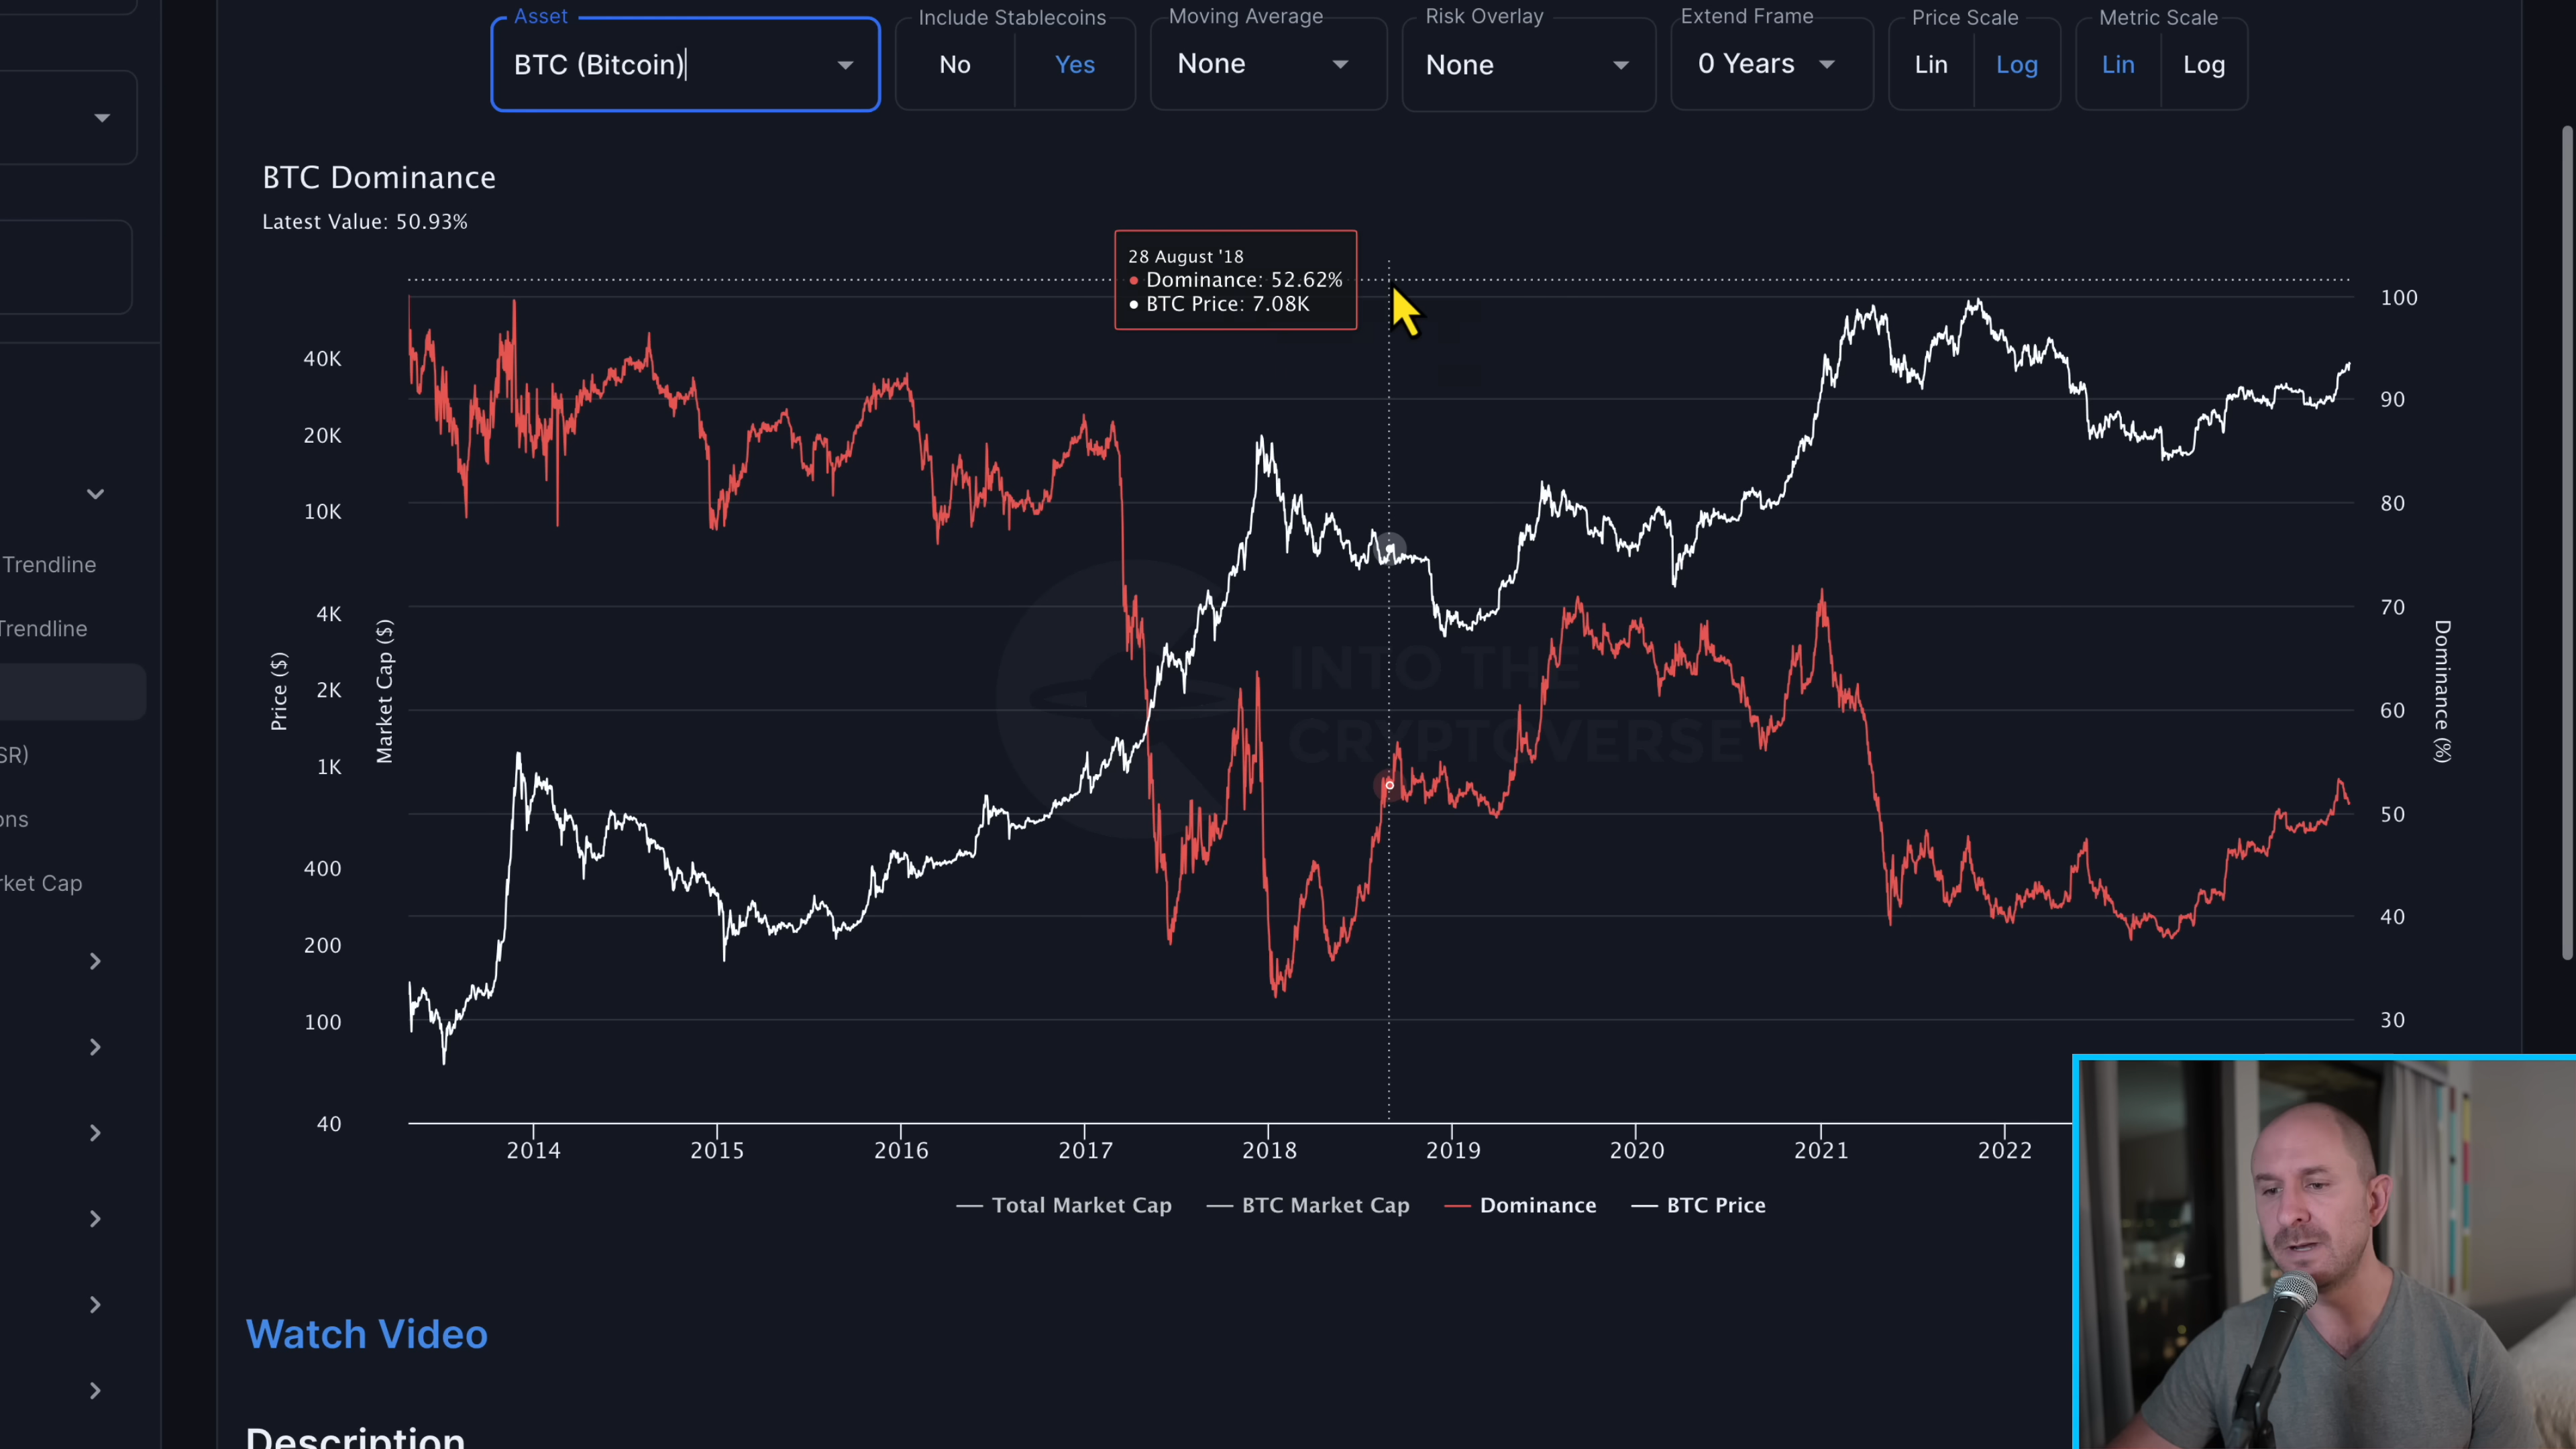 Asset
BTC (Bitcoin)
Include Stablecoins
No
Yes
Moving Average
None
Risk Overlay
None
Extend Frame
0 Years
Price Scale
Lin
Log
Metric Scale
Lin
Log
BTC Dominance
Latest Value: 50.93%
28 August '18
Dominance: 52.62%
BTC Price: 7.08K
40K
20K
10K
4K
2K
1K
400
200
100
40
Price ($)
Market Cap ($)
100
90
80
70
60
50
40
30
Dominance (%)
INTO THE
CRYPTOVERSE
Trendline
Trendline
SR)
ons
rket Cap
2014
2015
2016
2017
2018
2019
2020
2021
2022
Total Market Cap
BTC Market Cap
Dominance
BTC Price
Watch Video
Description